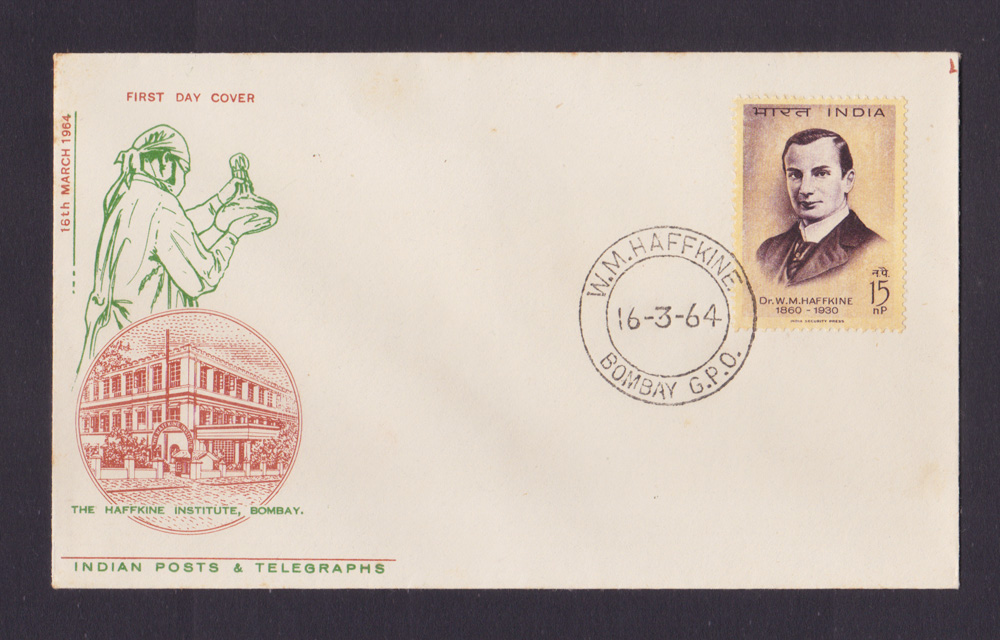 FIRST DAY COVER
16th MARCH 1964
THE HAFFKINE INSTITUTE, BOMBAY.
INDIAN POSTS & TELEGRAPHS
W.M.HAFFKINE.
16-3-64
BOMBAY G.P.O.
भारत INDIA
न.पै.
15
nP
Dr. W.M.HAFFKINE
1860 - 1930
INDIA SECURITY PRESS